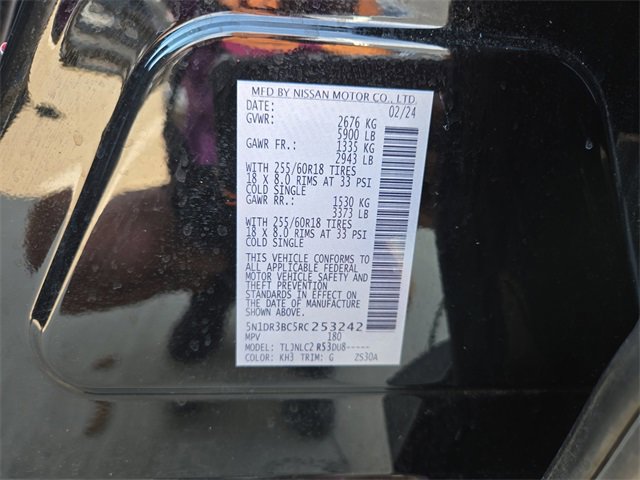 MFD BY NISSAN MOTOR CO., LTD.
DATE: 02/24
GVWR: 2676 KG
5900 LB
GAWR FR.: 1335 KG
2943 LB
WITH 255/60R18 TIRES
18 X 8.0 RIMS AT 33 PSI
COLD SINGLE
GAWR RR.: 1530 KG
3373 LB
WITH 255/60R18 TIRES
18 X 8.0 RIMS AT 33 PSI
COLD SINGLE
THIS VEHICLE CONFORMS TO
ALL APPLICABLE FEDERAL
MOTOR VEHICLE SAFETY AND
THEFT PREVENTION
STANDARDS IN EFFECT ON
THE DATE OF MANUFACTURE
SHOWN ABOVE.
5N1DR3BC5RC253242
MPV 180
MODEL: TLJNLC2 R53DU8-----
COLOR: KH3 TRIM: G ZS30A